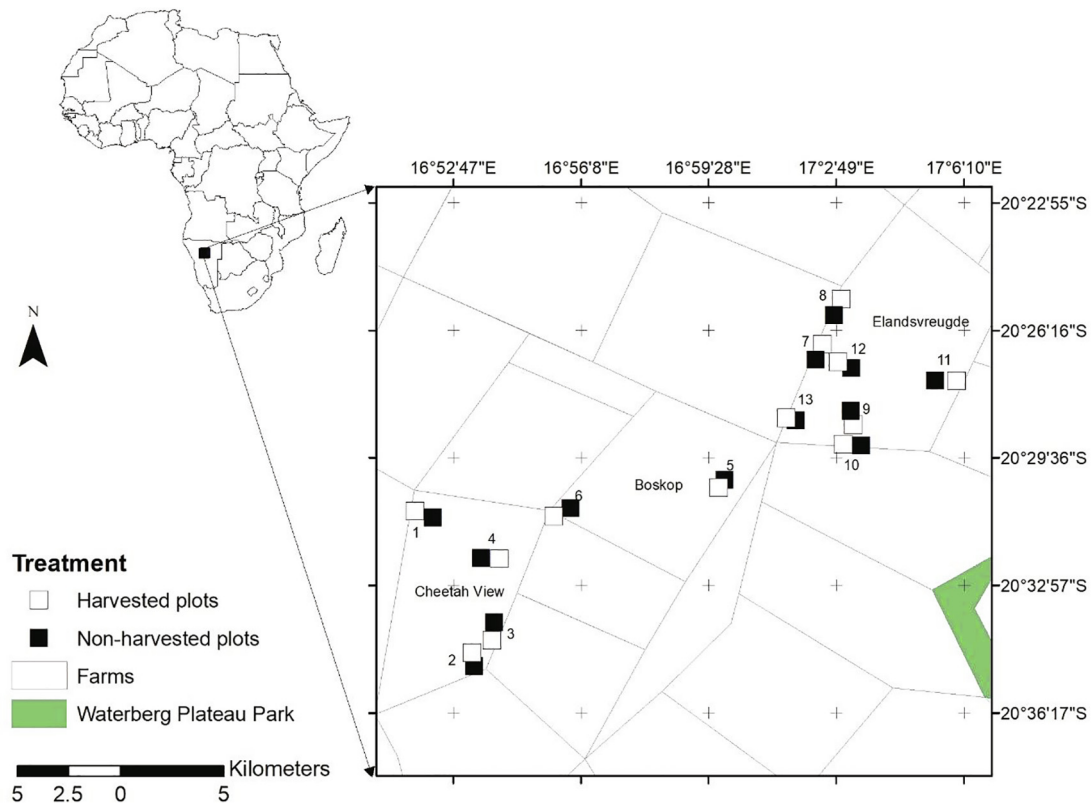 N
16°52'47"E 16°56'8"E 16°59'28"E 17°2'49"E 17°6'10"E
20°22'55"S
8
Elandsvreugde
20°26'16"S
7
12
11
13
9
20°29'36"S
10
5
Boskop
6
1
4
20°32'57"S
Cheetah View
3
2
20°36'17"S
Treatment
Harvested plots
Non-harvested plots
Farms
Waterberg Plateau Park
Kilometers
5 2.5 0 5